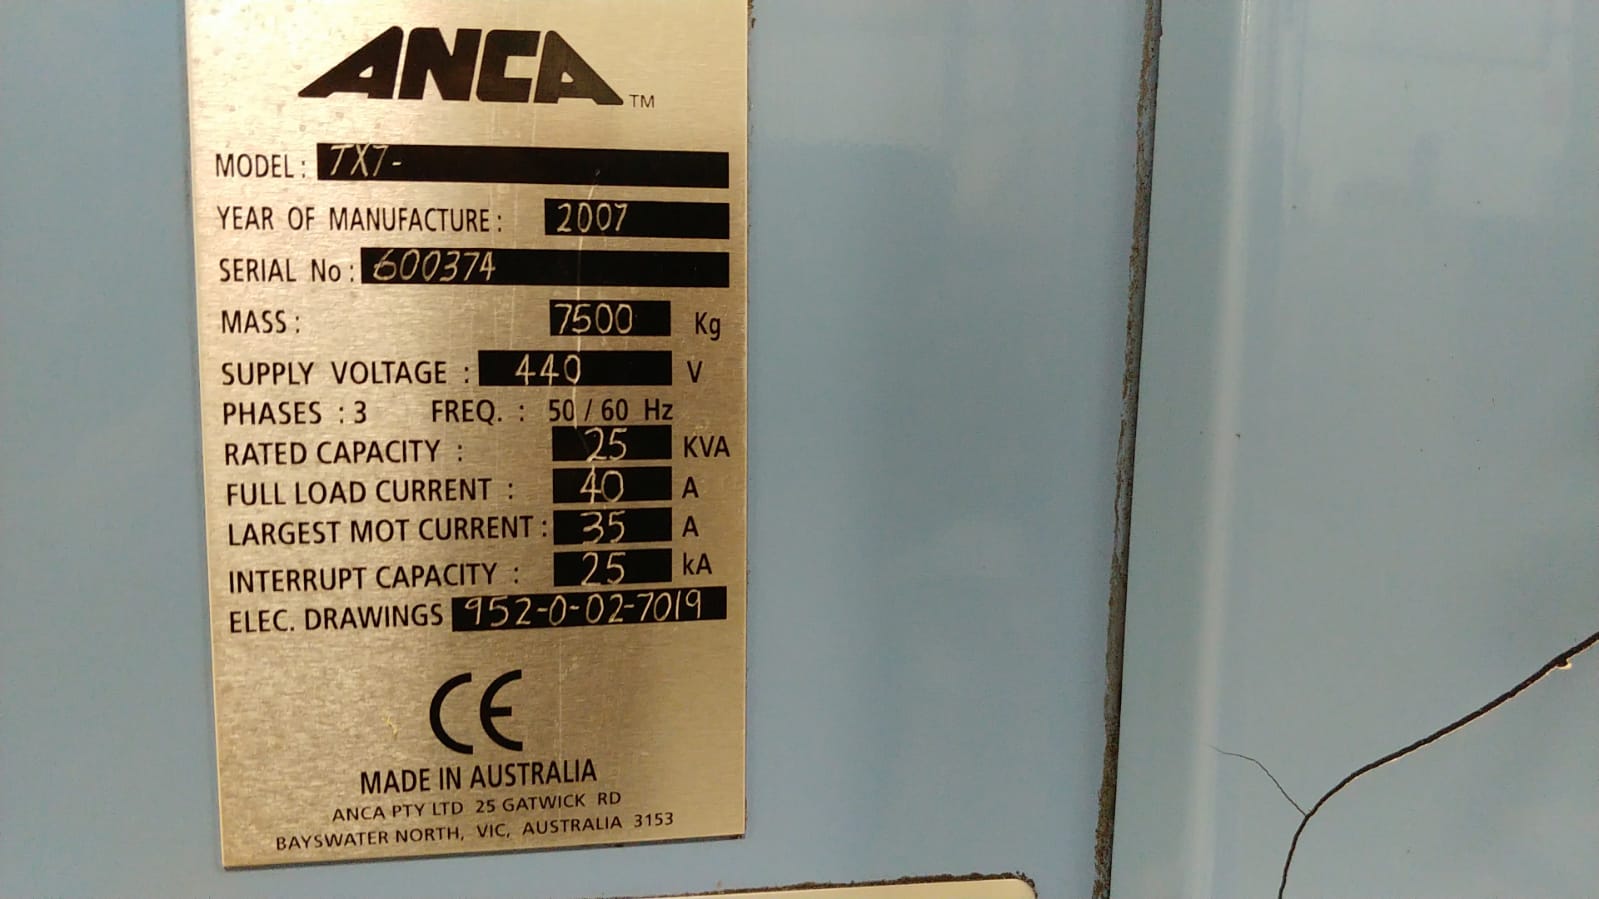 ANCA TM
MODEL: TX7-
YEAR OF MANUFACTURE: 2007
SERIAL No: 600374
MASS: 7500 Kg
SUPPLY VOLTAGE : 440 V
PHASES : 3 FREQ. : 50 / 60 Hz
RATED CAPACITY : 25 KVA
FULL LOAD CURRENT : 40 A
LARGEST MOT CURRENT : 35 A
INTERRUPT CAPACITY : 25 kA
ELEC. DRAWINGS 952-0-02-7019
CE
MADE IN AUSTRALIA
ANCA PTY LTD 25 GATWICK RD
BAYSWATER NORTH, VIC, AUSTRALIA 3153